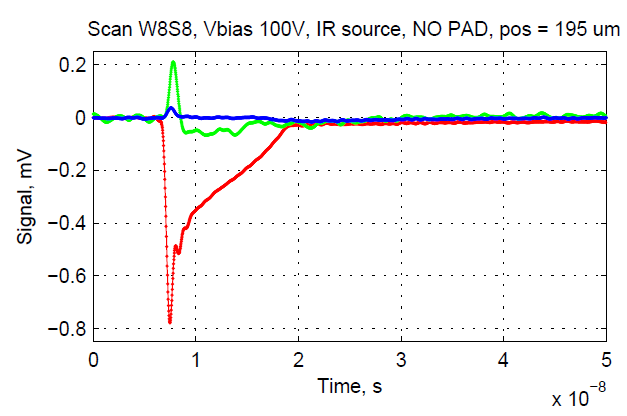 Scan W8S8, Vbias 100V, IR source, NO PAD, pos = 195 um
0.2
0
−0.2
−0.4
−0.6
−0.8
Signal, mV
0 1 2 3 4 5
Time, s
x 10⁻⁸